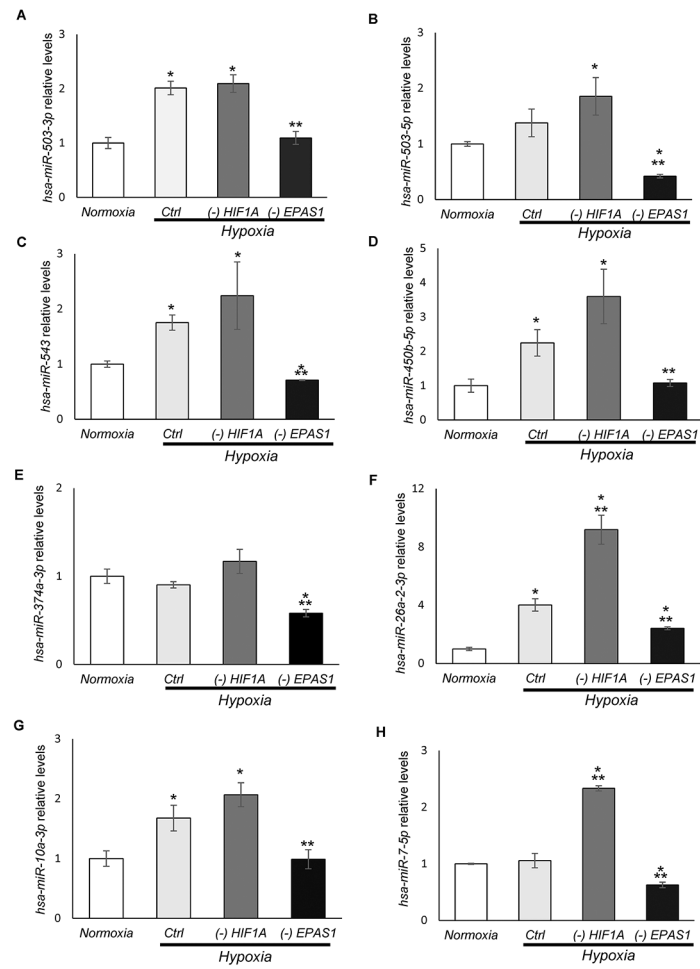 A
hsa-miR-503-3p relative levels
3
2
1
0
*
*
**
Normoxia
Ctrl
(-) HIF1A
(-) EPAS1
Hypoxia
B
hsa-miR-503-5p relative levels
3
2
1
0
*
*
**
Normoxia
Ctrl
(-) HIF1A
(-) EPAS1
Hypoxia
C
hsa-miR-543 relative levels
3
2
1
0
*
*
*
**
Normoxia
Ctrl
(-) HIF1A
(-) EPAS1
Hypoxia
D
hsa-miR-450b-5p relative levels
5
4
3
2
1
0
*
*
**
Normoxia
Ctrl
(-) HIF1A
(-) EPAS1
Hypoxia
E
hsa-miR-374a-3p relative levels
2
1
0
*
**
Normoxia
Ctrl
(-) HIF1A
(-) EPAS1
Hypoxia
F
hsa-miR-26a-2-3p relative levels
12
8
4
0
*
*
**
*
**
Normoxia
Ctrl
(-) HIF1A
(-) EPAS1
Hypoxia
G
hsa-miR-10a-3p relative levels
3
2
1
0
*
*
**
Normoxia
Ctrl
(-) HIF1A
(-) EPAS1
Hypoxia
H
hsa-miR-7-5p relative levels
3
2
1
0
*
**
*
**
Normoxia
Ctrl
(-) HIF1A
(-) EPAS1
Hypoxia